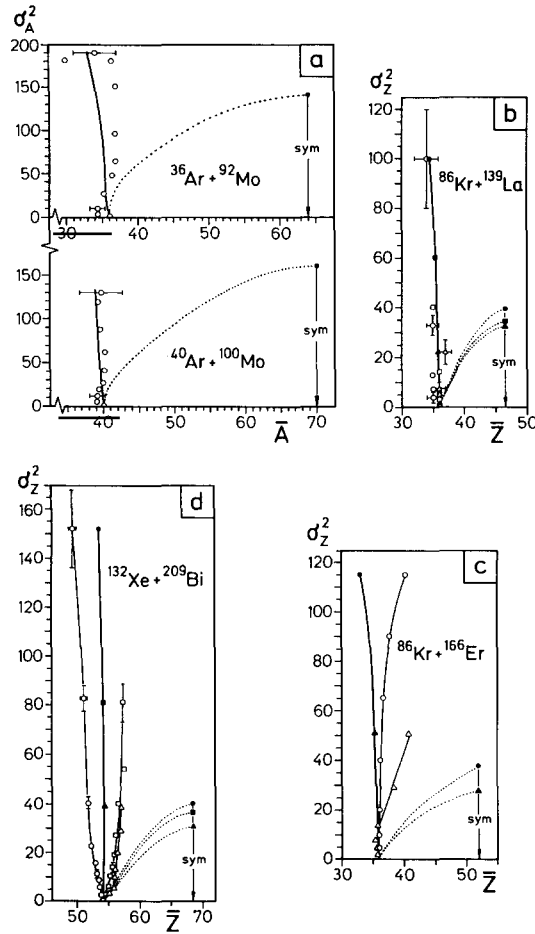 σ_A^2
200
150
100
50
0
a
^36Ar+^92Mo
sym
30 40 50 60
150
100
50
0
^40Ar+^100Mo
sym
40 50 60 70
Ā
σ_Z^2
120
100
80
60
40
20
0
b
^86Kr+^139La
sym
30 40 50
Z̄
σ_Z^2
160
140
120
100
80
60
40
20
0
d
^132Xe+^209Bi
sym
50 60 70
Z̄
σ_Z^2
120
100
80
60
40
20
0
c
^86Kr+^166Er
sym
30 40 50
Z̄